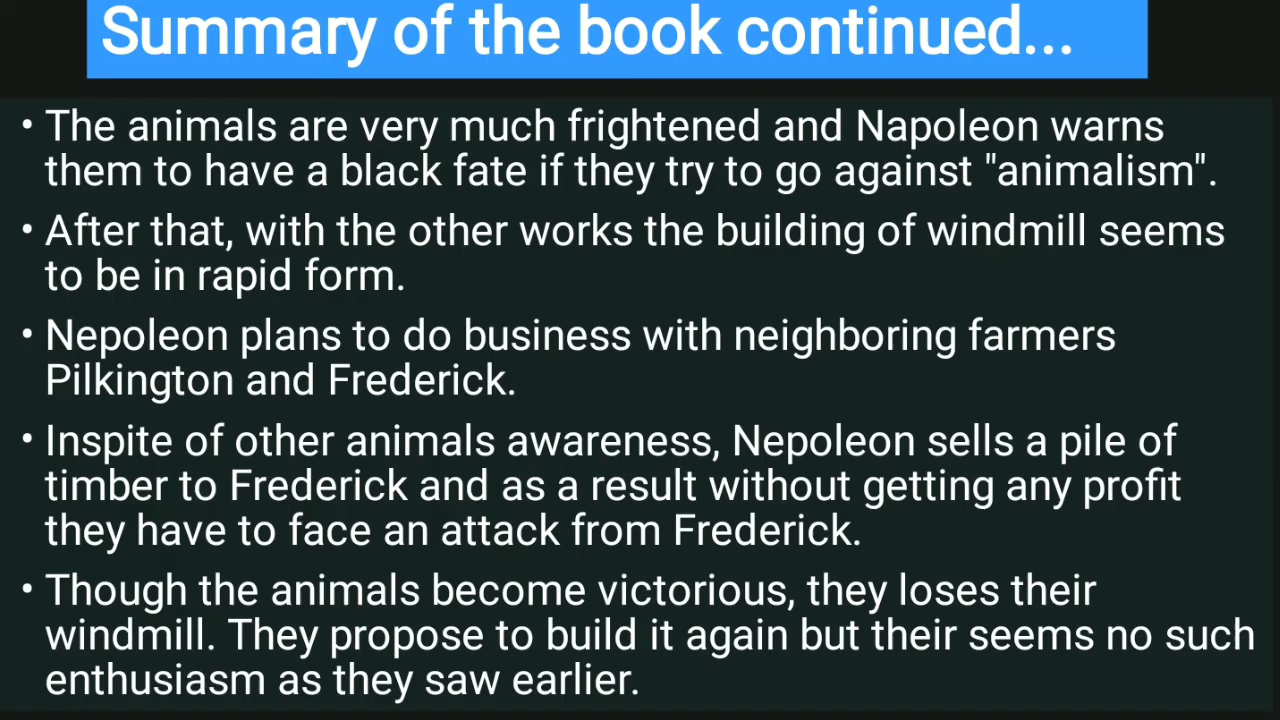 Summary of the book continued...
• The animals are very much frightened and Napoleon warns
them to have a black fate if they try to go against "animalism".
• After that, with the other works the building of windmill seems
to be in rapid form.
• Nepoleon plans to do business with neighboring farmers
Pilkington and Frederick.
• Inspite of other animals awareness, Nepoleon sells a pile of
timber to Frederick and as a result without getting any profit
they have to face an attack from Frederick.
• Though the animals become victorious, they loses their
windmill. They propose to build it again but their seems no such
enthusiasm as they saw earlier.